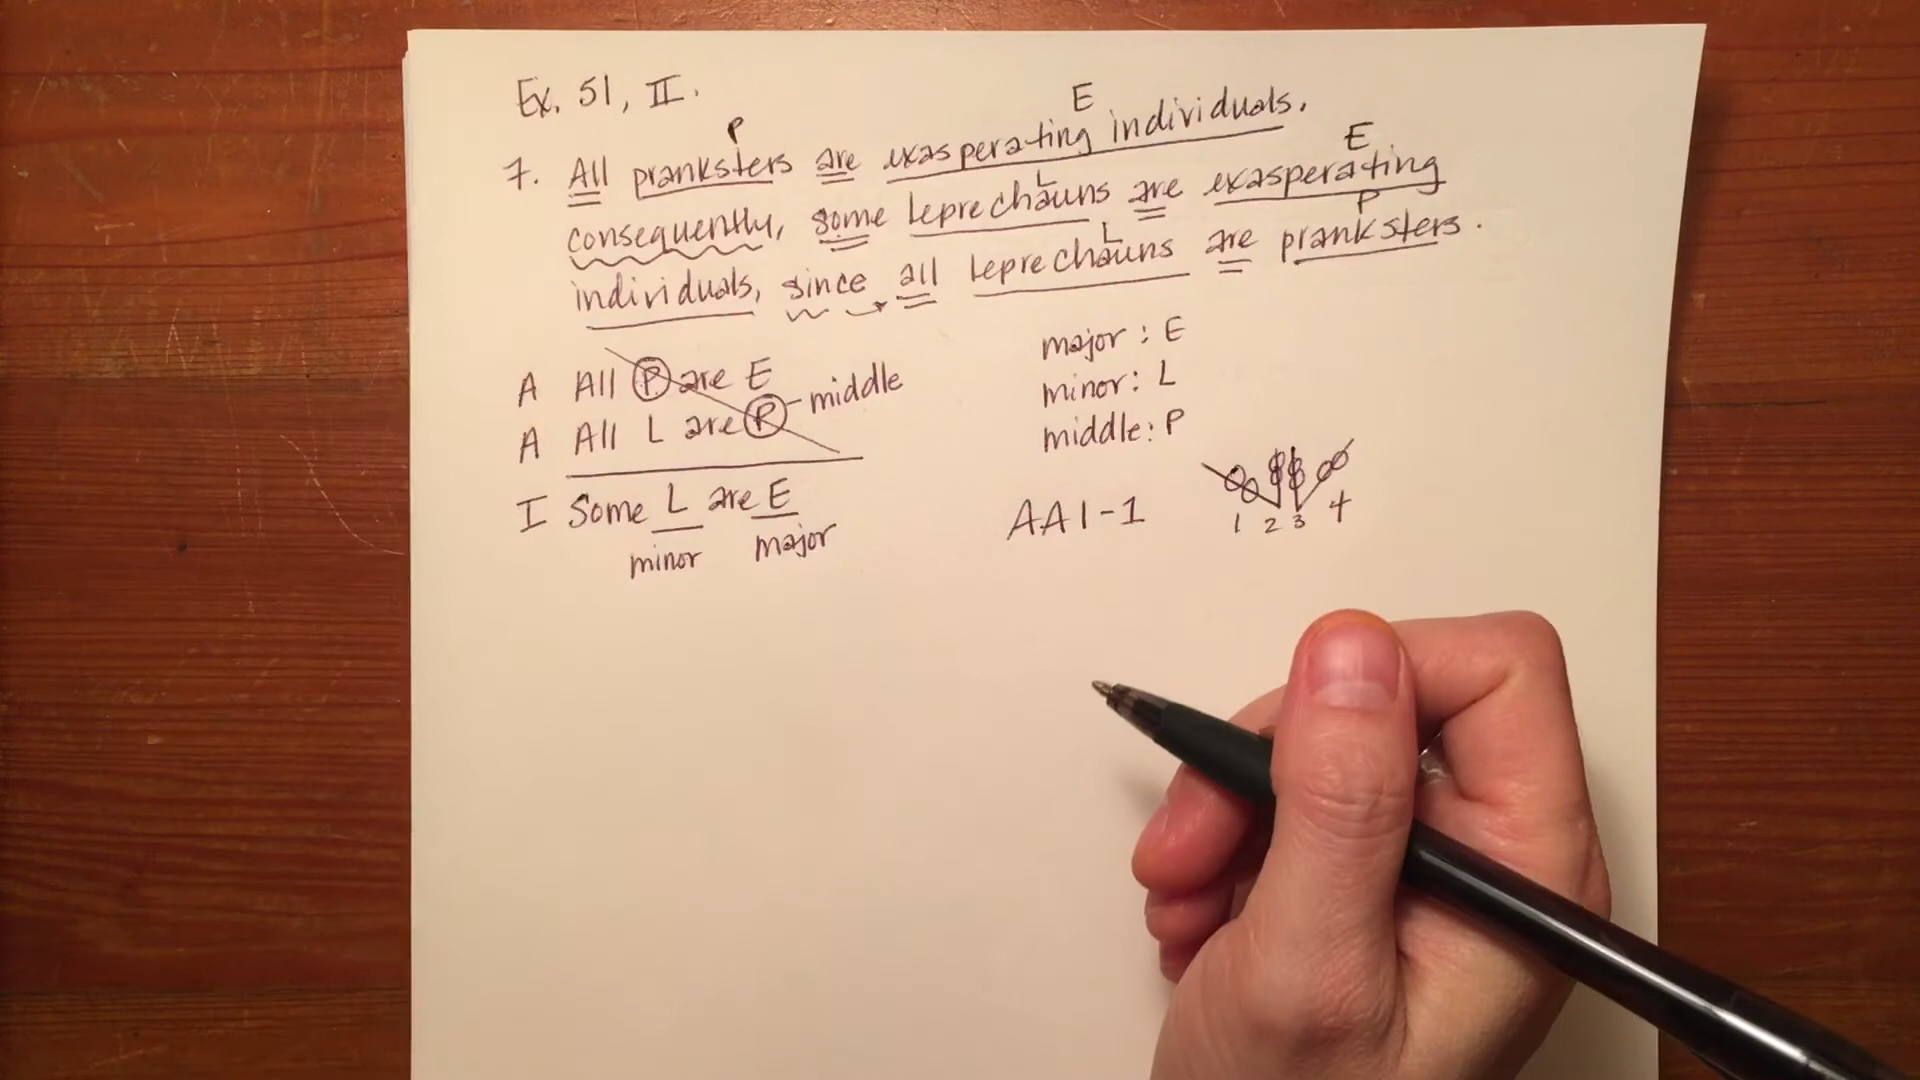 Ex. 51, II.
P E
7. All pranksters are exasperating individuals.
L E
consequently, some leprechauns are exasperating
L P
individuals, since all leprechauns are pranksters.
A All P are E
A All L are P - middle
I Some L are E
minor major
major: E
minor: L
middle: P
AAI-1
1 2 3 4